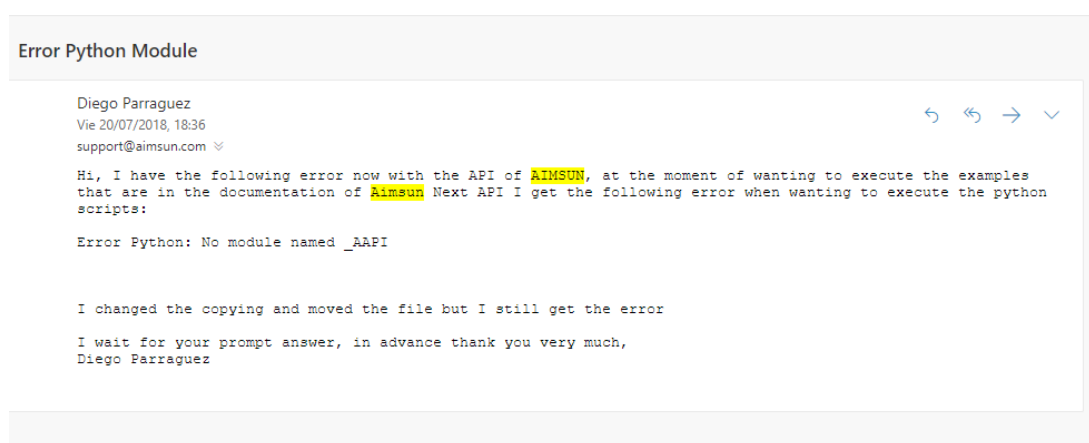 Error Python Module
Diego Parraguez
Vie 20/07/2018, 18:36
support@aimsun.com
Hi, I have the following error now with the API of AIMSUN, at the moment of wanting to execute the examples
that are in the documentation of Aimsun Next API I get the following error when wanting to execute the python
scripts:
Error Python: No module named _AAPI
I changed the copying and moved the file but I still get the error
I wait for your prompt answer, in advance thank you very much,
Diego Parraguez